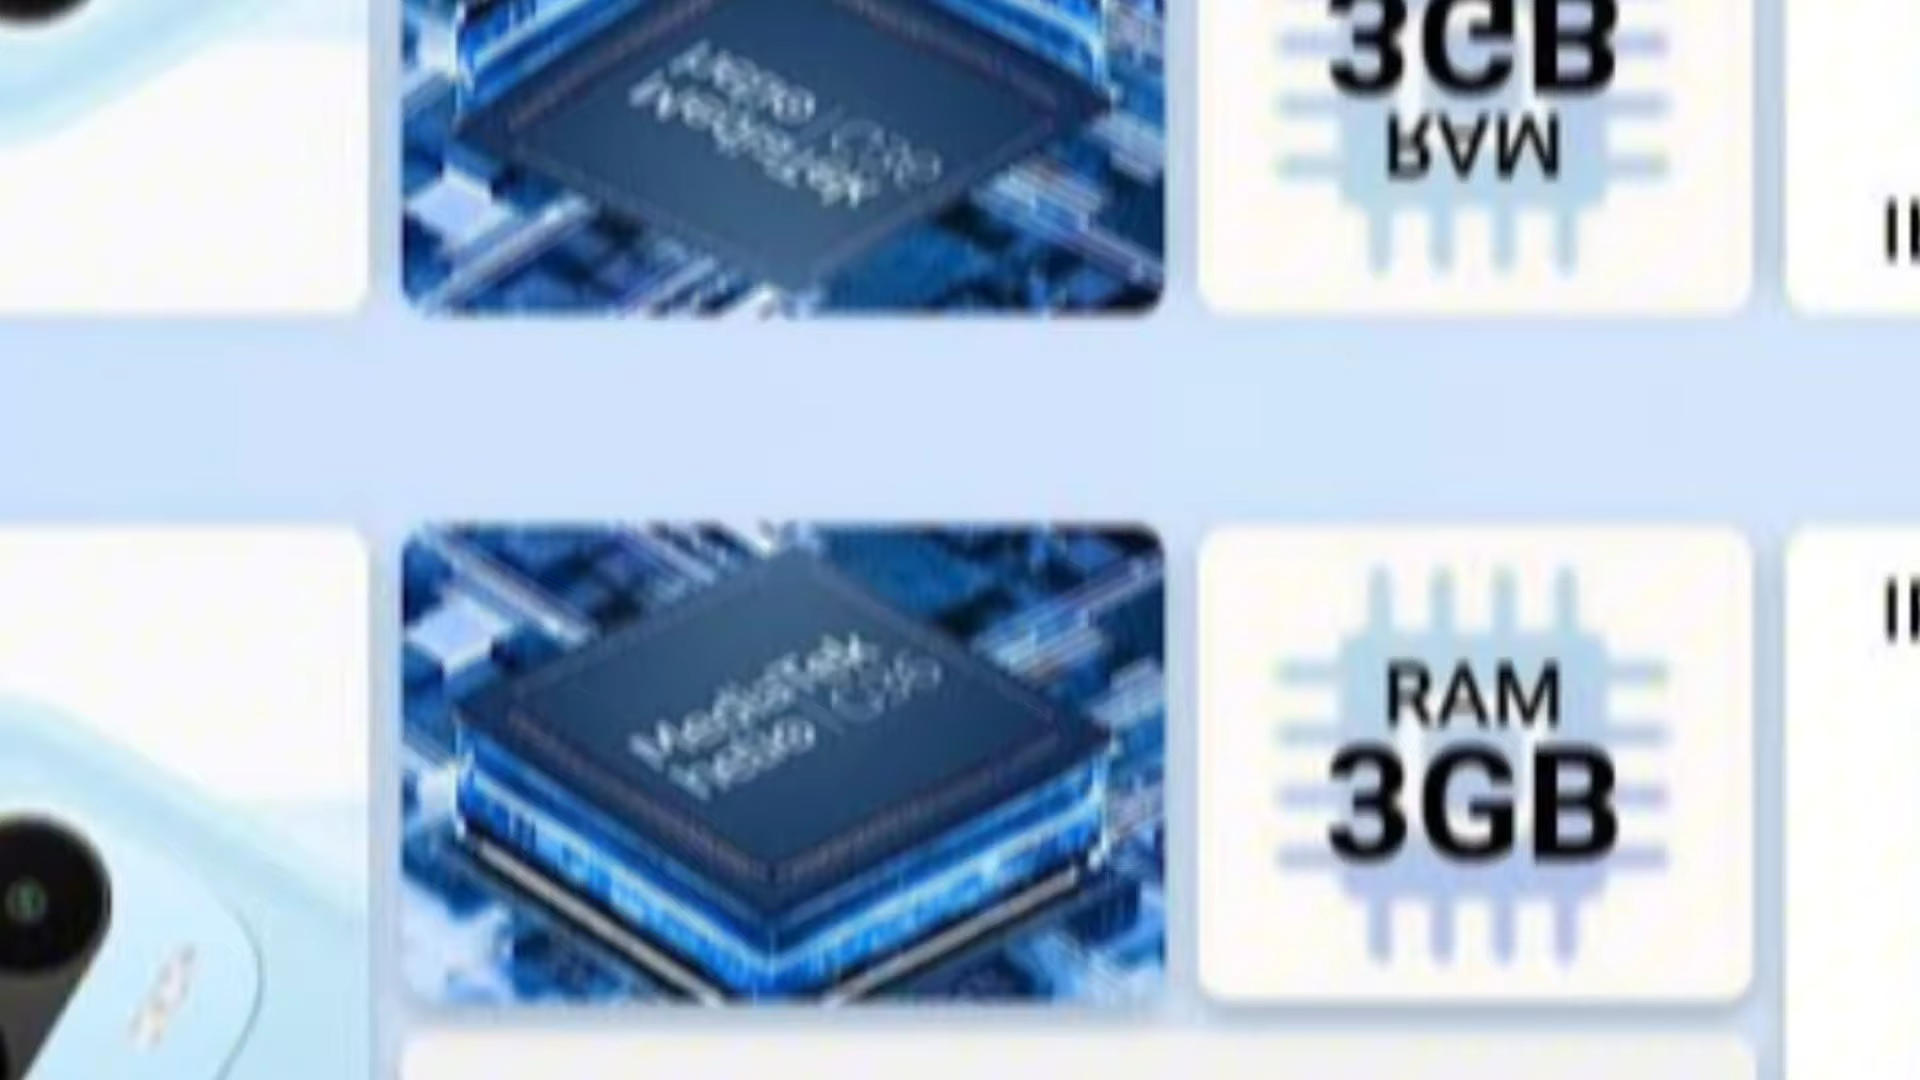 3GB
RAM
MediaTek
Helio G36
RAM
3GB